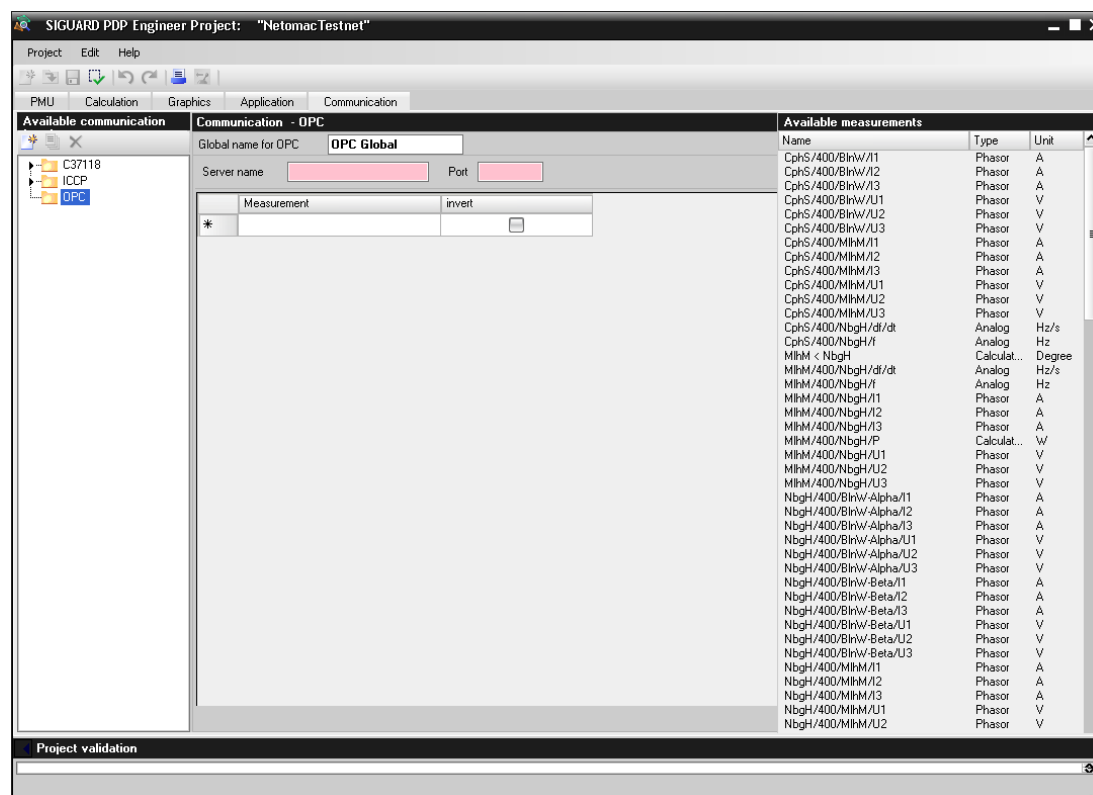 SIGUARD PDP Engineer Project: "NetomacTestnet"
Project Edit Help
PMU Calculation Graphics Application Communication
Available communication
C37118
ICCP
OPC
Communication - OPC
Global name for OPC OPC Global
Server name Port
Measurement invert
Available measurements
Name Type Unit
CphS/400/BlnW/I1 Phasor A
CphS/400/BlnW/I2 Phasor A
CphS/400/BlnW/I3 Phasor A
CphS/400/BlnW/U1 Phasor V
CphS/400/BlnW/U2 Phasor V
CphS/400/BlnW/U3 Phasor V
CphS/400/MlhM/I1 Phasor A
CphS/400/MlhM/I2 Phasor A
CphS/400/MlhM/I3 Phasor A
CphS/400/MlhM/U1 Phasor V
CphS/400/MlhM/U2 Phasor V
CphS/400/MlhM/U3 Phasor V
CphS/400/NbgH/df/dt Analog Hz/s
CphS/400/NbgH/f Analog Hz
MlhM < NbgH Calculat... Degree
MlhM/400/NbgH/df/dt Analog Hz/s
MlhM/400/NbgH/f Analog Hz
MlhM/400/NbgH/I1 Phasor A
MlhM/400/NbgH/I2 Phasor A
MlhM/400/NbgH/I3 Phasor A
MlhM/400/NbgH/P Calculat... W
MlhM/400/NbgH/U1 Phasor V
MlhM/400/NbgH/U2 Phasor V
MlhM/400/NbgH/U3 Phasor V
NbgH/400/BlnW-Alpha/I1 Phasor A
NbgH/400/BlnW-Alpha/I2 Phasor A
NbgH/400/BlnW-Alpha/I3 Phasor A
NbgH/400/BlnW-Alpha/U1 Phasor V
NbgH/400/BlnW-Alpha/U2 Phasor V
NbgH/400/BlnW-Alpha/U3 Phasor V
NbgH/400/BlnW-Beta/I1 Phasor A
NbgH/400/BlnW-Beta/I2 Phasor A
NbgH/400/BlnW-Beta/I3 Phasor A
NbgH/400/BlnW-Beta/U1 Phasor V
NbgH/400/BlnW-Beta/U2 Phasor V
NbgH/400/BlnW-Beta/U3 Phasor V
NbgH/400/MlhM/I1 Phasor A
NbgH/400/MlhM/I2 Phasor A
NbgH/400/MlhM/I3 Phasor A
NbgH/400/MlhM/U1 Phasor V
NbgH/400/MlhM/U2 Phasor V
Project validation